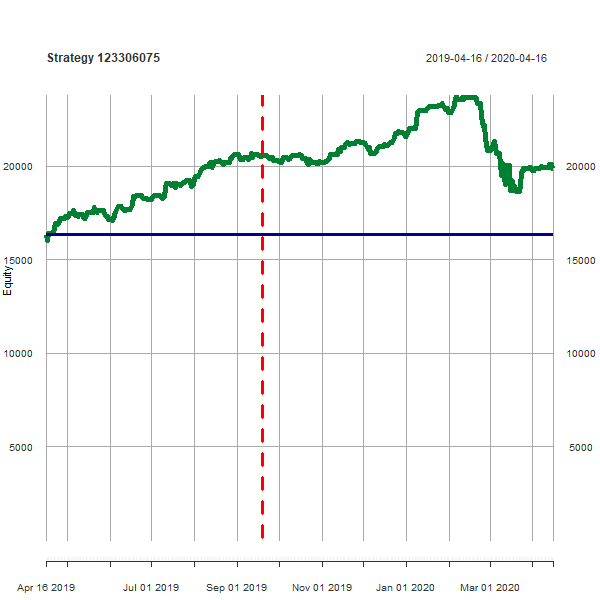 Strategy 123306075
2019-04-16 / 2020-04-16
20000
20000
15000
15000
Equity
10000
10000
5000
5000
Apr 16 2019
Jul 01 2019
Sep 01 2019
Nov 01 2019
Jan 01 2020
Mar 01 2020